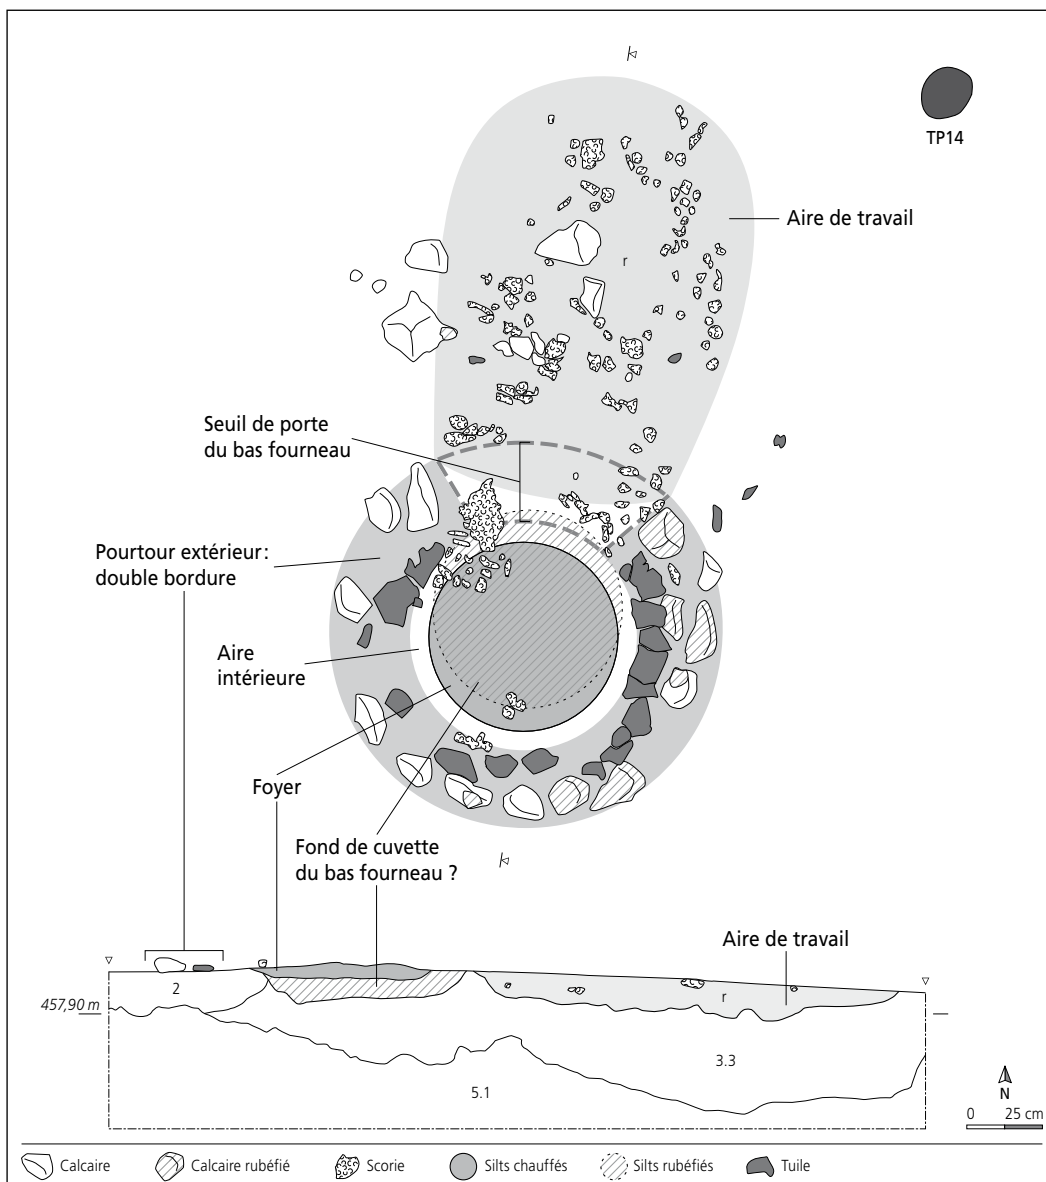 TP14
Aire de travail
r
Seuil de porte
du bas fourneau
Pourtour extérieur:
double bordure
Aire
intérieure
Foyer
Fond de cuvette
du bas fourneau ?
Aire de travail
2
r
457,90 m
3.3
5.1
N
0 25 cm
Calcaire Calcaire rubéfié Scorie Silts chauffés Silts rubéfiés Tuile